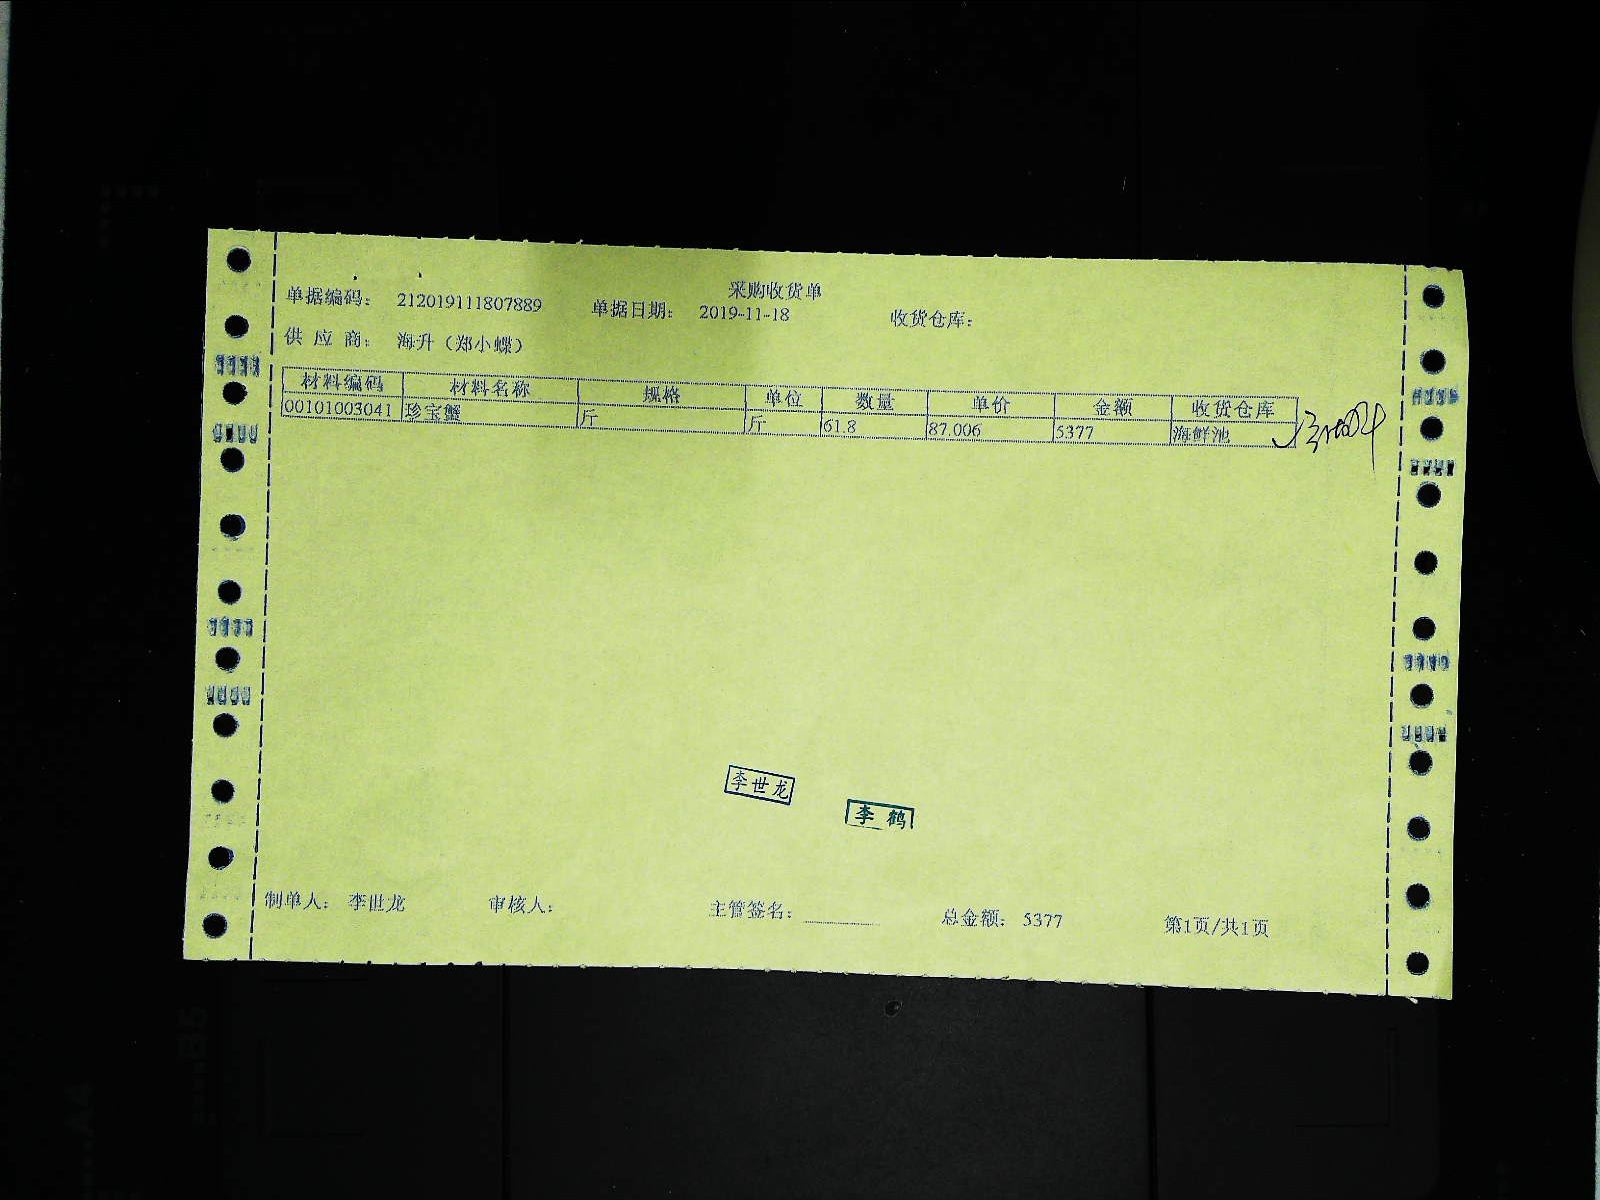 采购收货单
单据编码： 212019111807889 单据日期： 2019-11-18 收货仓库：
供 应 商： 海升（郑小蝶）
材料编码 材料名称 规格 单位 数量 单价 金额 收货仓库
00101003041 珍宝蟹 斤 斤 61.8 87.006 5377 海鲜池
李世龙
李 鹤
制单人： 李世龙 审核人： 主管签名： 总金额： 5377 第1页/共1页